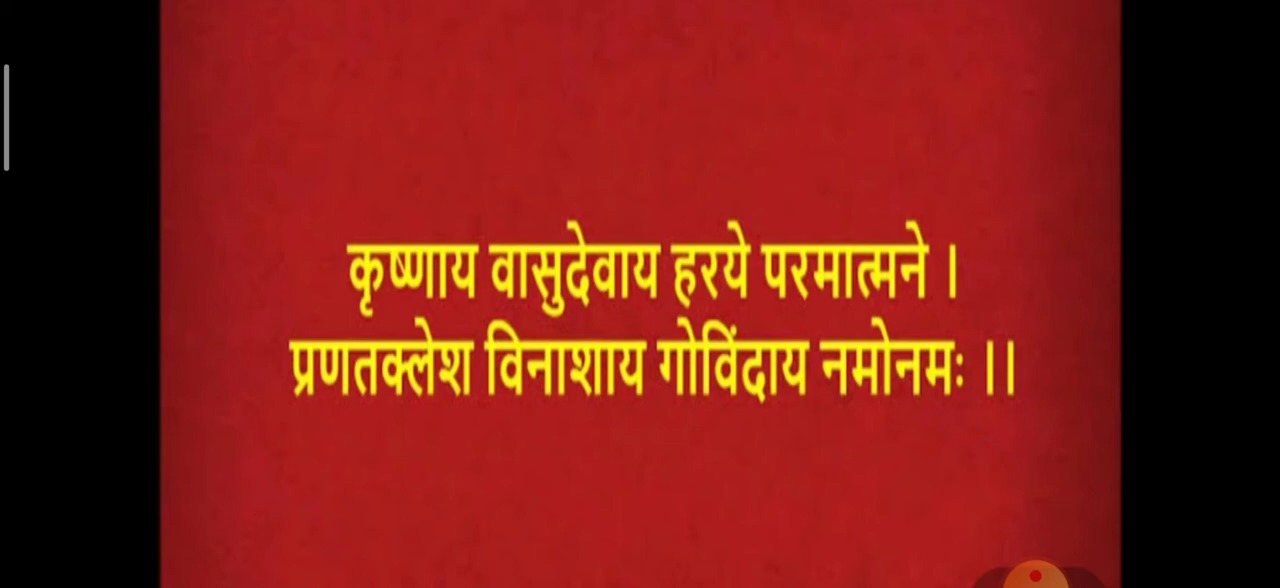 कृष्णाय वासुदेवाय हरये परमात्मने ।
प्रणतक्लेश विनाशाय गोविंदाय नमोनमः ।।